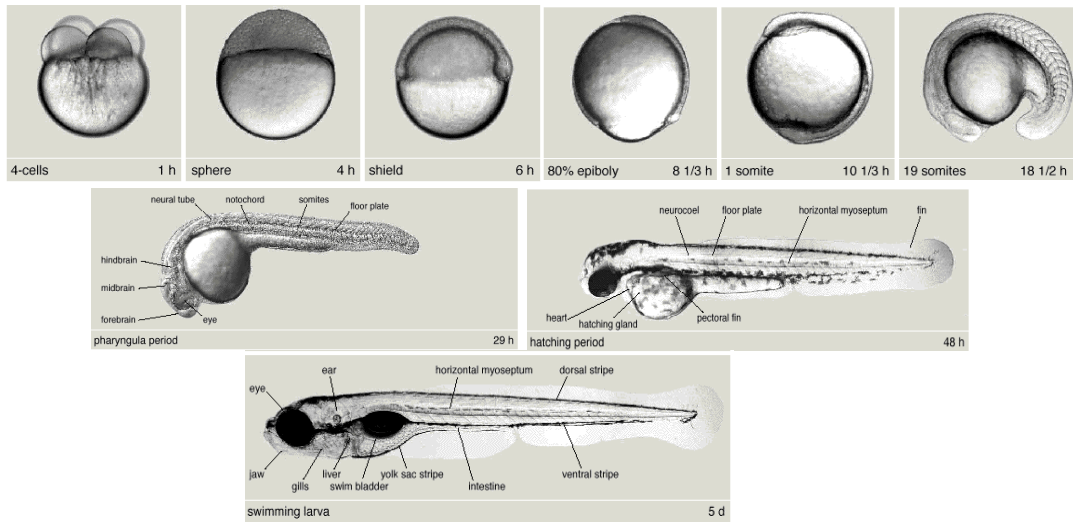 4-cells 1 h
sphere 4 h
shield 6 h
80% epiboly 8 1/3 h
1 somite 10 1/3 h
19 somites 18 1/2 h
neural tube
notochord
somites
floor plate
hindbrain
midbrain
forebrain
eye
pharyngula period 29 h
neurocoel
floor plate
horizontal myoseptum
fin
heart
hatching gland
pectoral fin
hatching period 48 h
eye
ear
horizontal myoseptum
dorsal stripe
jaw
gills
liver
swim bladder
yolk sac stripe
intestine
ventral stripe
swimming larva 5 d